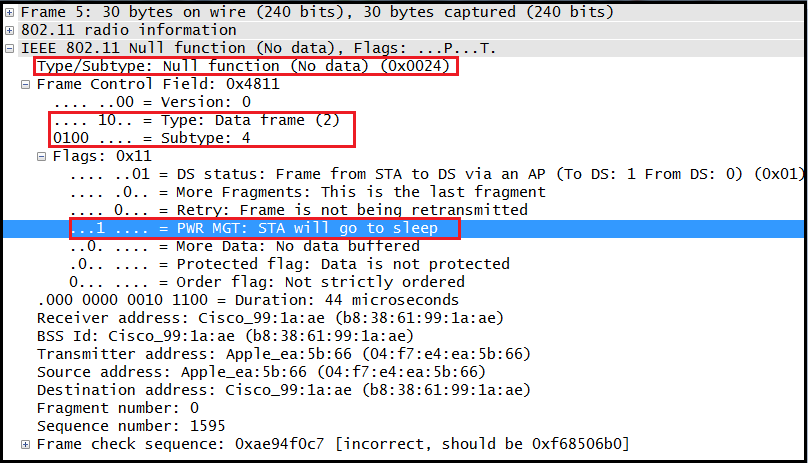 Frame 5: 30 bytes on wire (240 bits), 30 bytes captured (240 bits)
802.11 radio information
IEEE 802.11 Null function (No data), Flags: ...P...T.
Type/Subtype: Null function (No data) (0x0024)
Frame Control Field: 0x4811
.... ..00 = Version: 0
.... 10.. = Type: Data frame (2)
0100 .... = Subtype: 4
Flags: 0x11
.... ..01 = DS status: Frame from STA to DS via an AP (To DS: 1 From DS: 0) (0x01)
.... .0.. = More Fragments: This is the last fragment
.... 0... = Retry: Frame is not being retransmitted
...1 .... = PWR MGT: STA will go to sleep
..0. .... = More Data: No data buffered
.0.. .... = Protected flag: Data is not protected
0... .... = Order flag: Not strictly ordered
.000 0000 0010 1100 = Duration: 44 microseconds
Receiver address: Cisco_99:1a:ae (b8:38:61:99:1a:ae)
BSS Id: Cisco_99:1a:ae (b8:38:61:99:1a:ae)
Transmitter address: Apple_ea:5b:66 (04:f7:e4:ea:5b:66)
Source address: Apple_ea:5b:66 (04:f7:e4:ea:5b:66)
Destination address: Cisco_99:1a:ae (b8:38:61:99:1a:ae)
Fragment number: 0
Sequence number: 1595
Frame check sequence: 0xae94f0c7 [incorrect, should be 0xf68506b0]